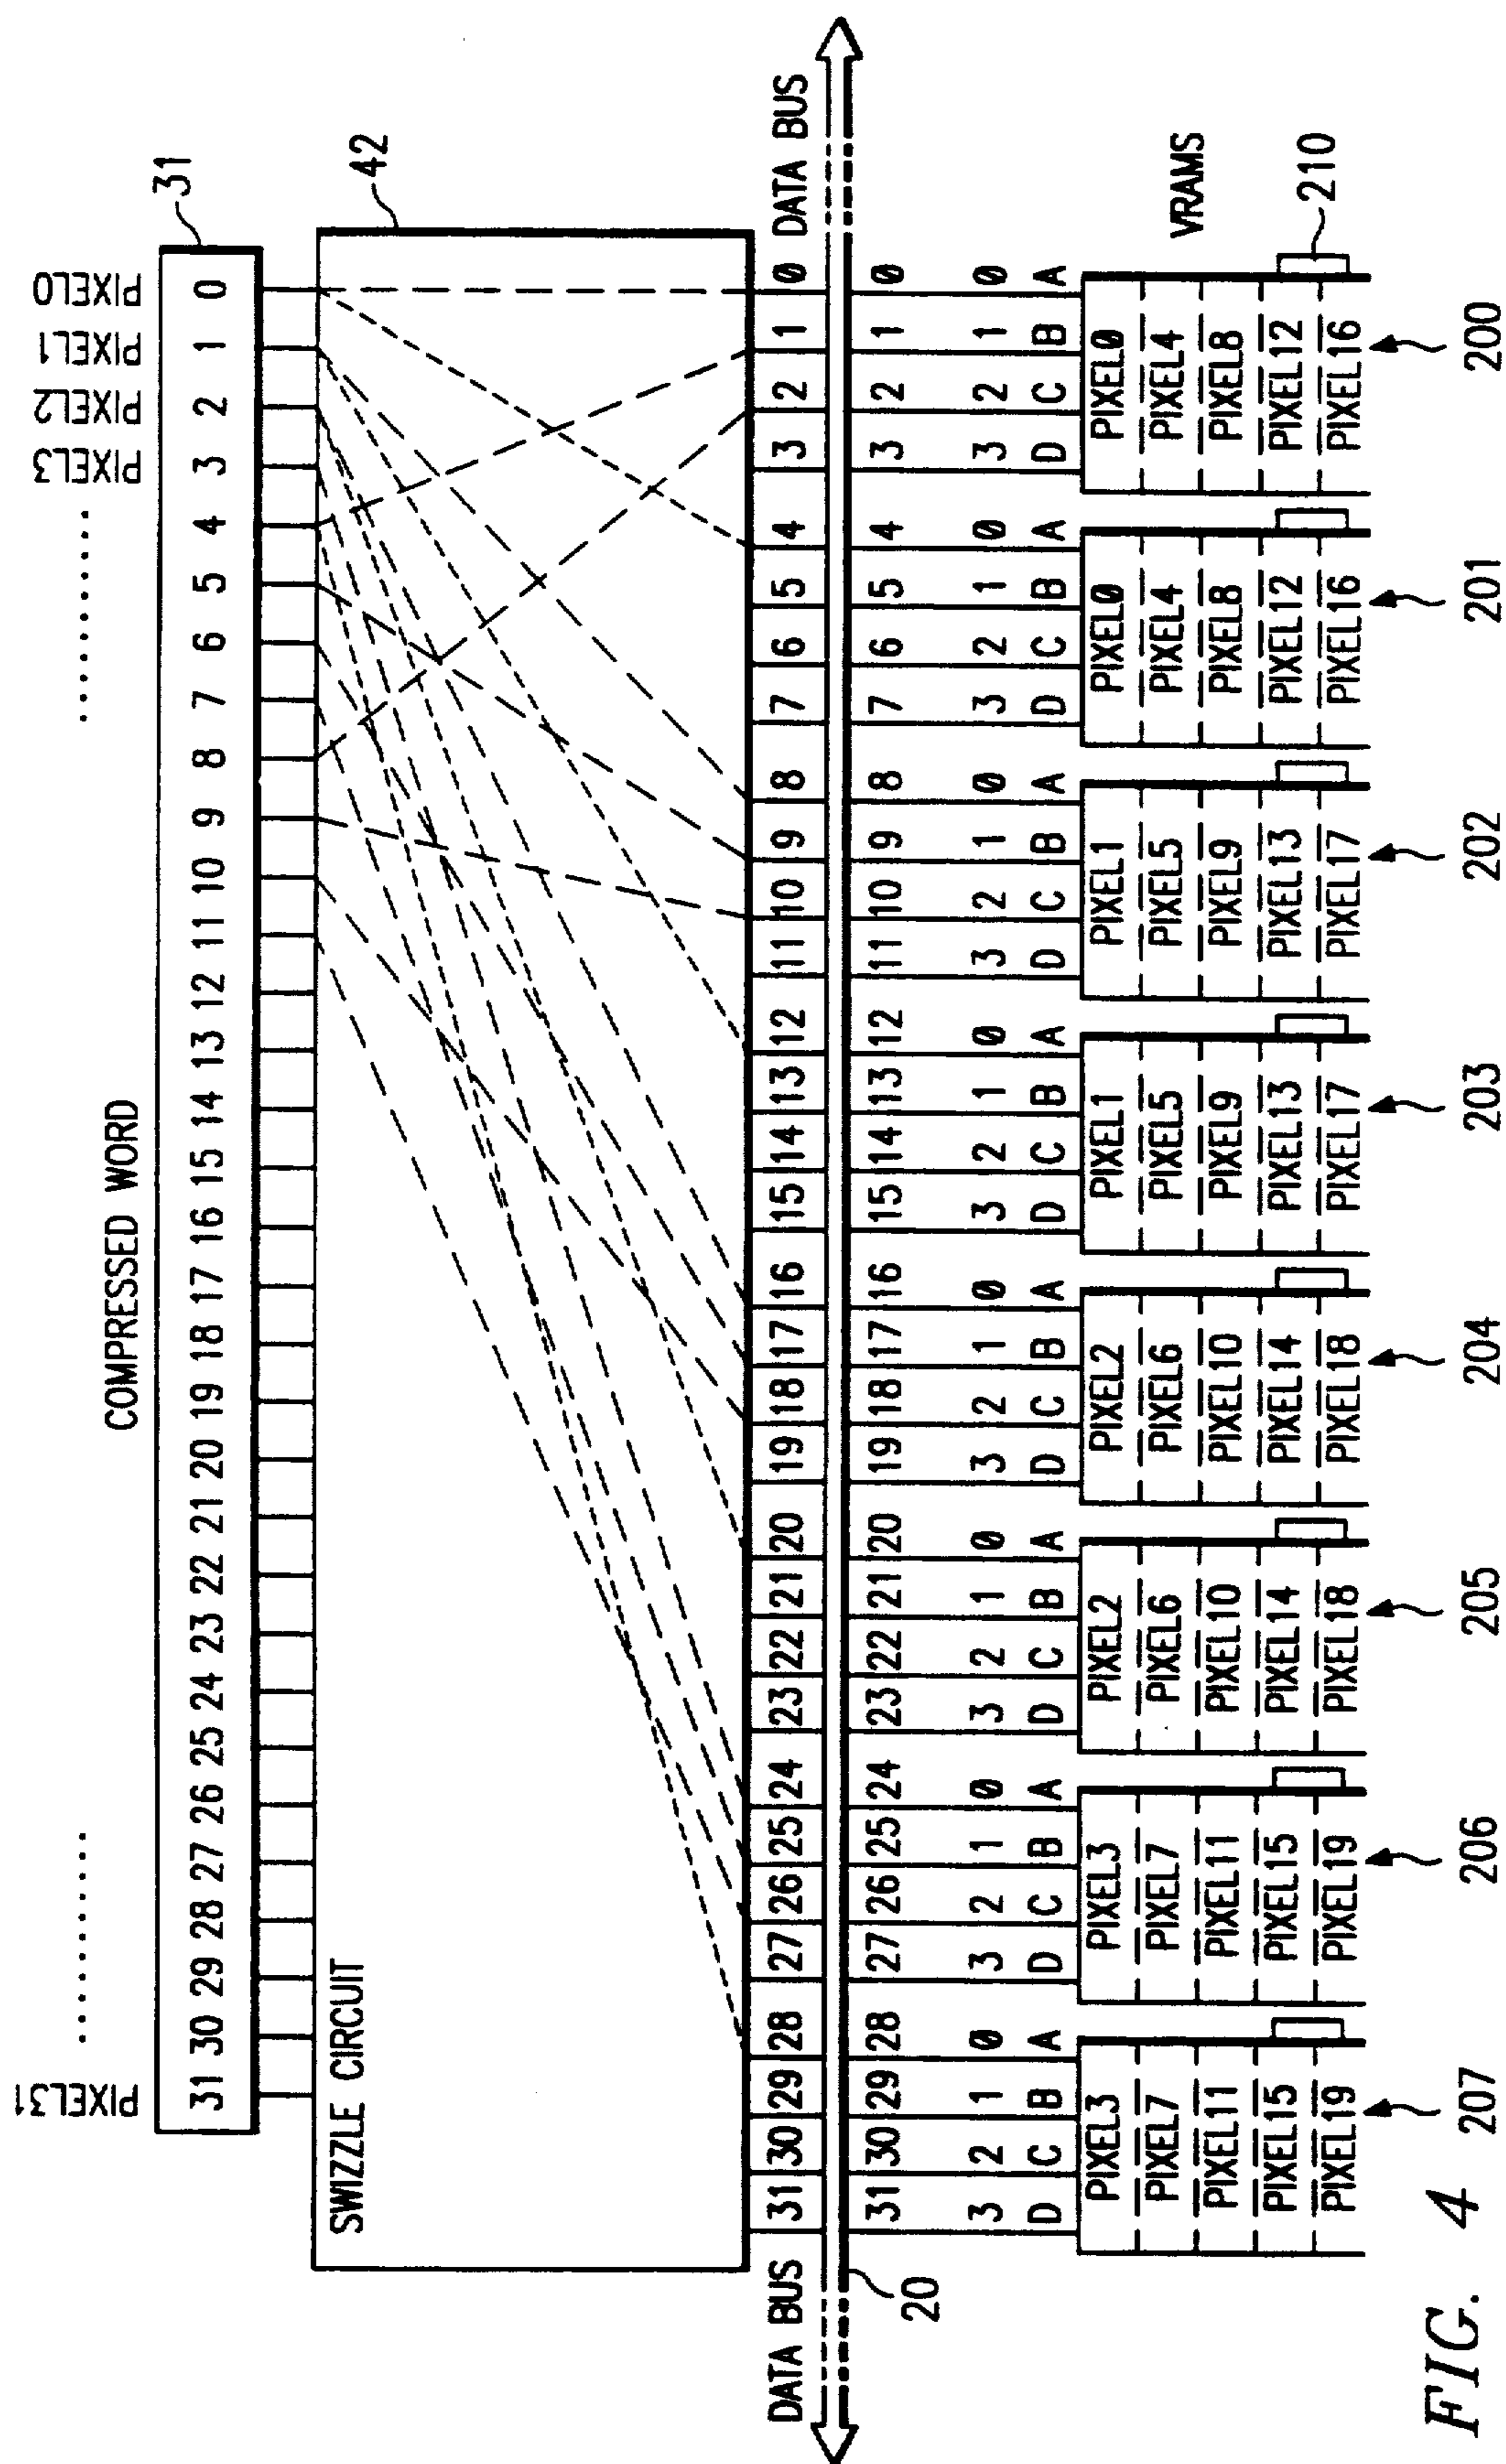 PIXEL31 ......... ......... PIXEL3 PIXEL2 PIXEL1 PIXEL0
COMPRESSED WORD
31
31 30 29 28 27 26 25 24 23 22 21 20 19 18 17 16 15 14 13 12 11 10 9 8 7 6 5 4 3 2 1 0
SWIZZLE CIRCUIT
42
DATA BUS 31 30 29 28 27 26 25 24 23 22 21 20 19 18 17 16 15 14 13 12 11 10 9 8 7 6 5 4 3 2 1 0 DATA BUS
20
31 30 29 28 27 26 25 24 23 22 21 20 19 18 17 16 15 14 13 12 11 10 9 8 7 6 5 4 3 2 1 0
3 2 1 0 3 2 1 0 3 2 1 0 3 2 1 0 3 2 1 0 3 2 1 0 3 2 1 0 3 2 1 0
D C B A D C B A D C B A D C B A D C B A D C B A D C B A D C B A
VRAMS
PIXEL3 PIXEL3 PIXEL2 PIXEL2 PIXEL1 PIXEL1 PIXEL0 PIXEL0
PIXEL7 PIXEL7 PIXEL6 PIXEL6 PIXEL5 PIXEL5 PIXEL4 PIXEL4
PIXEL11 PIXEL11 PIXEL10 PIXEL10 PIXEL9 PIXEL9 PIXEL8 PIXEL8
PIXEL15 PIXEL15 PIXEL14 PIXEL14 PIXEL13 PIXEL13 PIXEL12 PIXEL12
210
PIXEL19 PIXEL19 PIXEL18 PIXEL18 PIXEL17 PIXEL17 PIXEL16 PIXEL16
207 206 205 204 203 202 201 200
FIG. 4